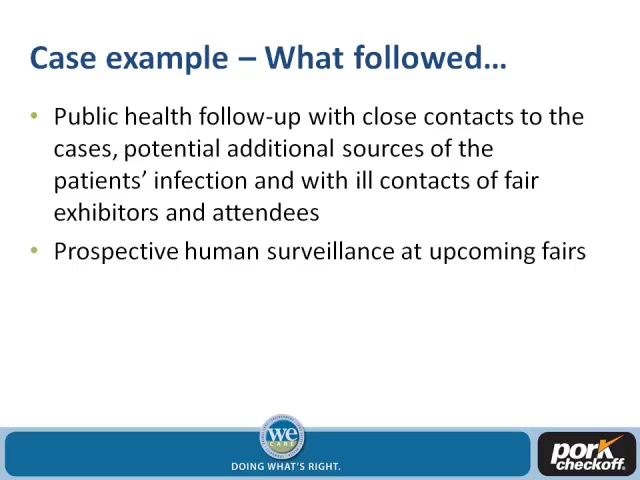 Case example – What followed…
• Public health follow-up with close contacts to the
cases, potential additional sources of the
patients’ infection and with ill contacts of fair
exhibitors and attendees
• Prospective human surveillance at upcoming fairs
we
CARE
DOING WHAT'S RIGHT.
pork
checkoff.